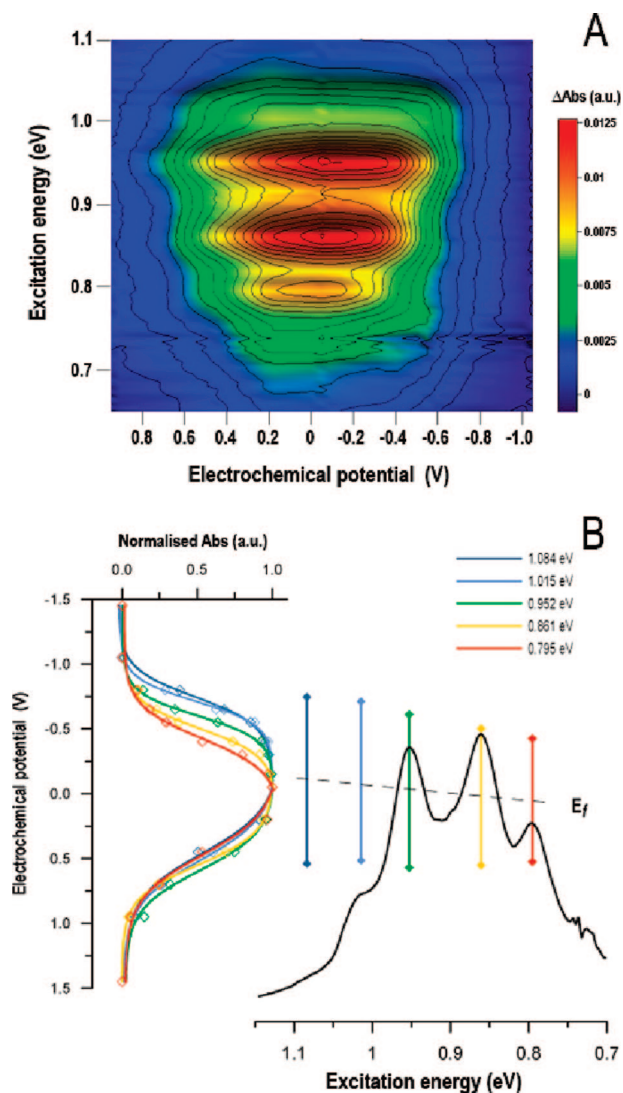 A
ΔAbs (a.u.)
1.1
1.0
0.9
0.8
0.7
Excitation energy (eV)
0.0125
0.01
0.0075
0.005
0.0025
0
0.8 0.6 0.4 0.2 0 -0.2 -0.4 -0.6 -0.8 -1.0
Electrochemical potential (V)
B
Normalised Abs (a.u.)
0.0 0.5 1.0
1.084 eV
1.015 eV
0.952 eV
0.861 eV
0.795 eV
-1.5
-1.0
-0.5
0.0
0.5
1.0
1.5
Electrochemical potential (V)
Ef
1.1 1 0.9 0.8 0.7
Excitation energy (eV)